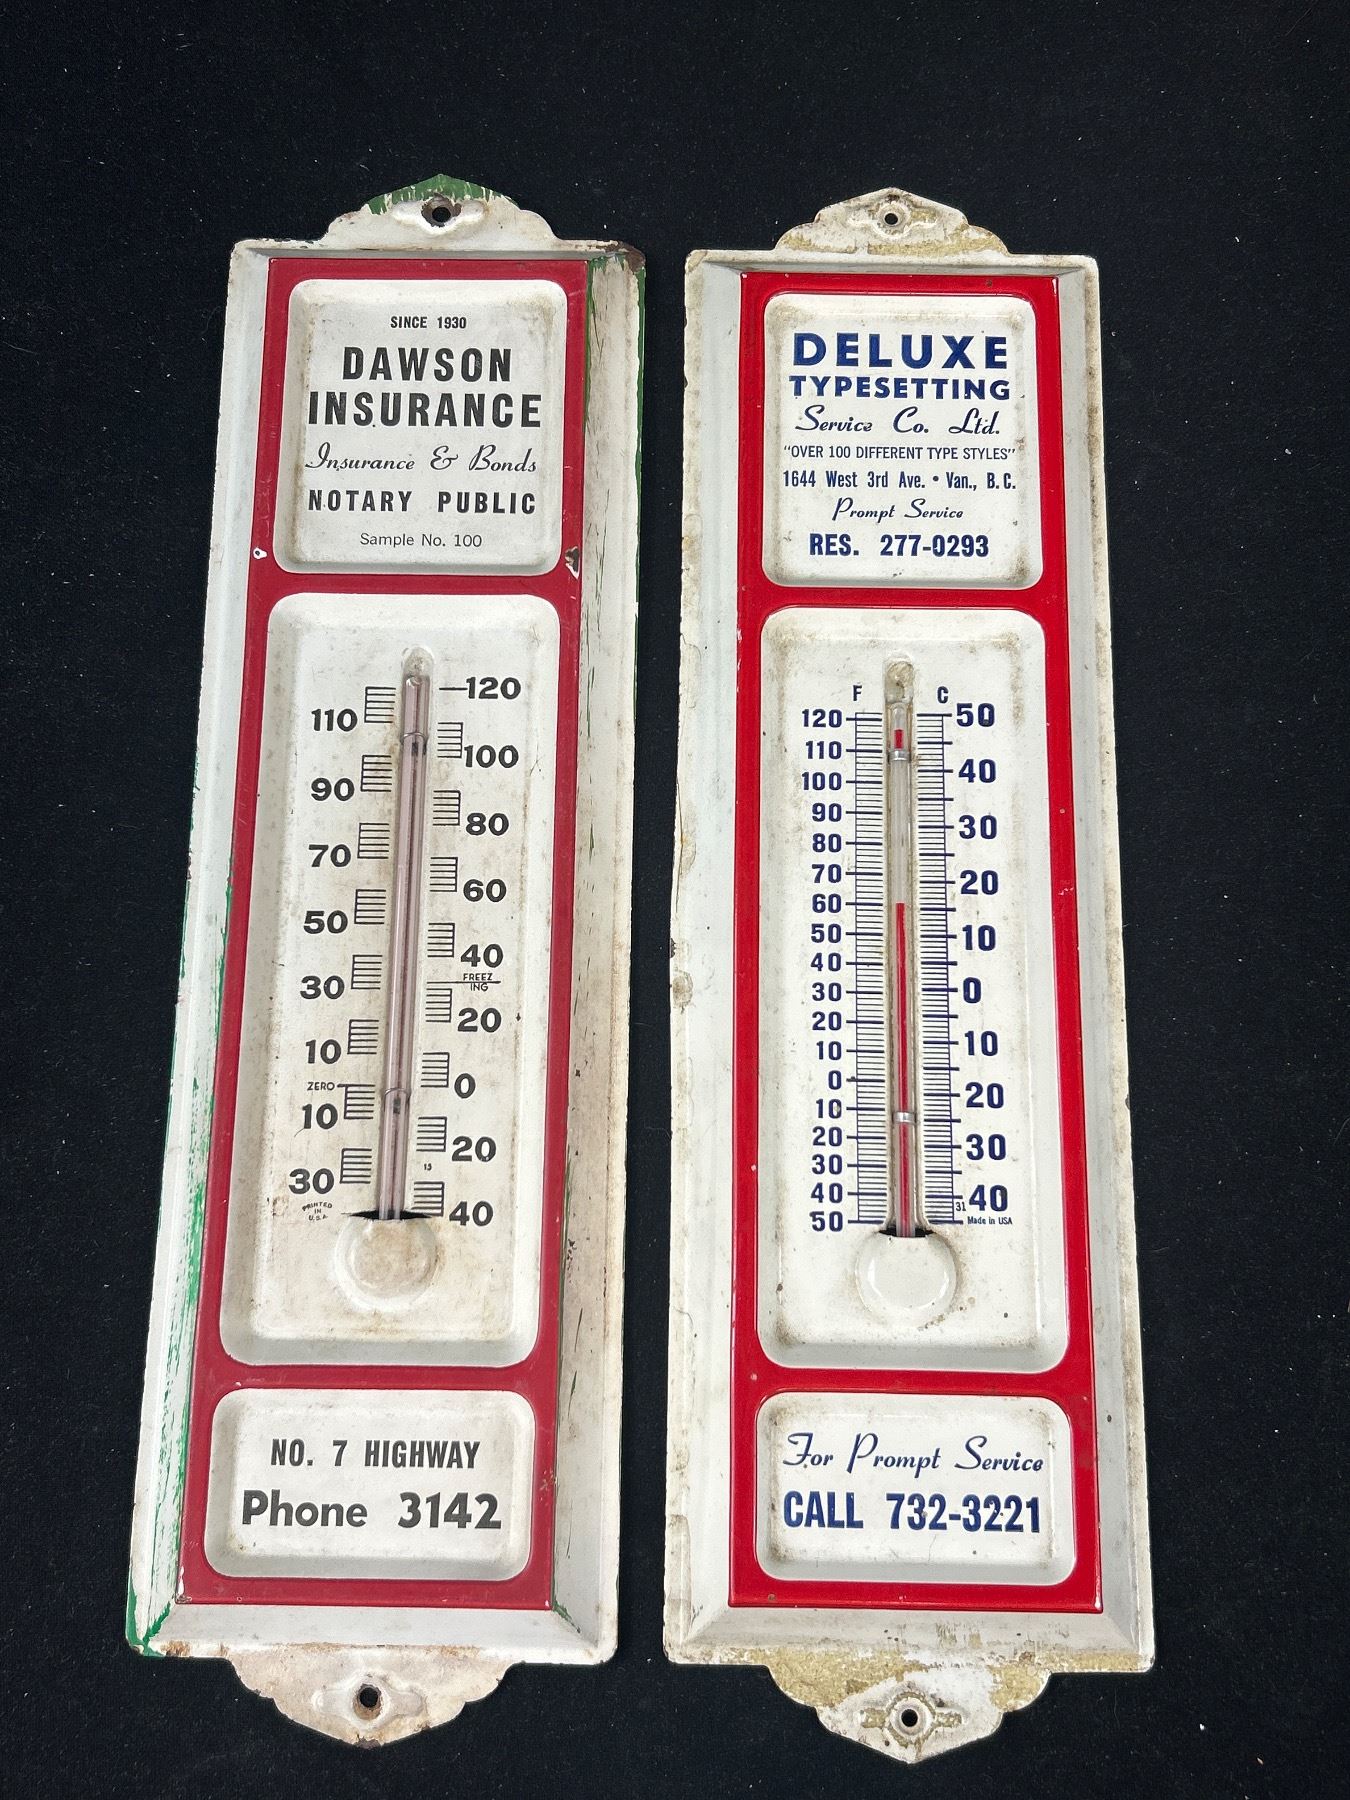 SINCE 1930
DAWSON
INSURANCE
Insurance & Bonds
NOTARY PUBLIC
Sample No. 100
120
110
100
90
80
70
60
50
40
30
FREEZ
ING
20
10
0
ZERO
10
20
15
30
40
PRINTED
IN
U.S.A.
NO. 7 HIGHWAY
Phone 3142
DELUXE
TYPESETTING
Service Co. Ltd.
"OVER 100 DIFFERENT TYPE STYLES"
1644 West 3rd Ave. • Van., B.C.
Prompt Service
RES. 277-0293
F C
120 50
110
100 40
90 30
80
70 20
60
50 10
40
30 0
20
10 10
0
10 20
20
30 30
40 31 40
50 Made in USA
For Prompt Service
CALL 732-3221